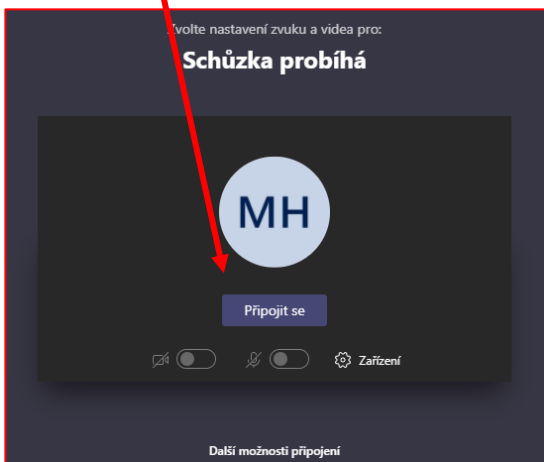 Zvolte nastavení zvuku a videa pro:
Schůzka probíhá
MH
Připojit se
Zařízení
Další možnosti připojení